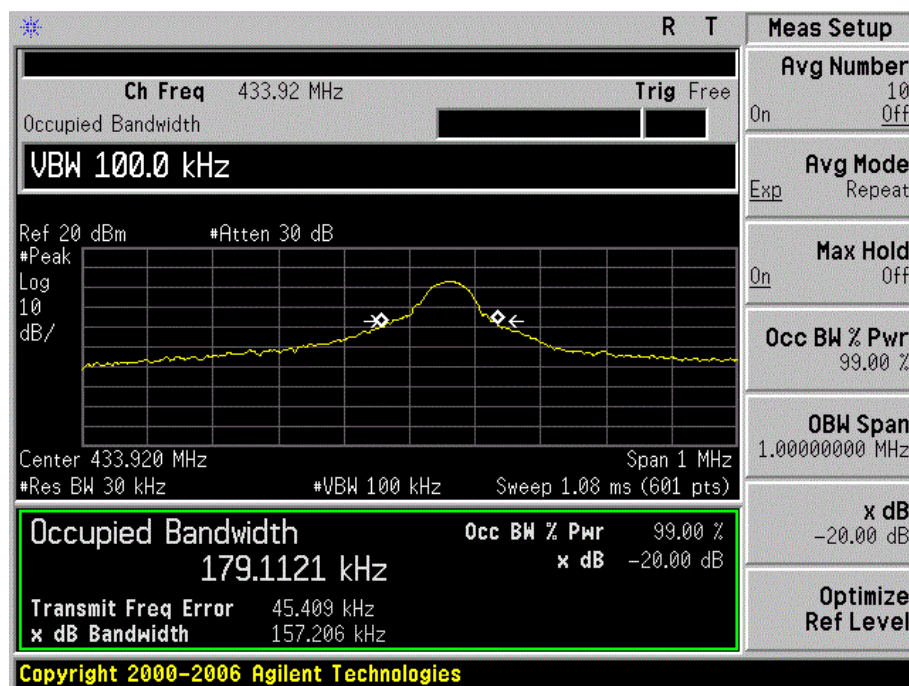 R T
Ch Freq 433.92 MHz Trig Free
Occupied Bandwidth
VBW 100.0 kHz
Ref 20 dBm #Atten 30 dB
#Peak
Log
10
dB/
Center 433.920 MHz Span 1 MHz
#Res BW 30 kHz #VBW 100 kHz Sweep 1.08 ms (601 pts)
Occupied Bandwidth Occ BW % Pwr 99.00 %
179.1121 kHz x dB -20.00 dB
Transmit Freq Error 45.409 kHz
x dB Bandwidth 157.206 kHz
Copyright 2000-2006 Agilent Technologies
Meas Setup
Avg Number
10
On Off
Avg Mode
Exp Repeat
Max Hold
On Off
Occ BW % Pwr
99.00 %
OBW Span
1.00000000 MHz
x dB
-20.00 dB
Optimize
Ref Level